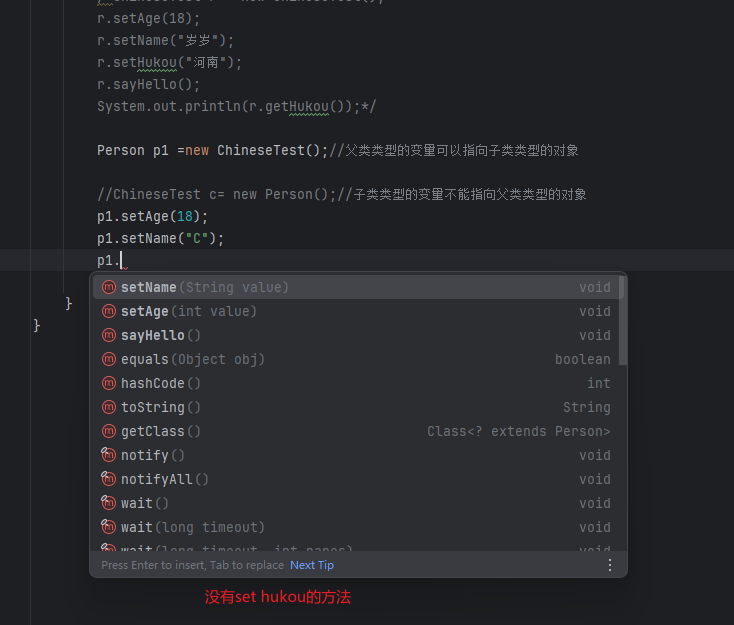 r.setAge(18);
r.setName("岁岁");
r.setHukou("河南");
r.sayHello();
System.out.println(r.getHukou());*/
Person p1 =new ChineseTest();//父类类型的变量可以指向子类类型的对象
//ChineseTest c= new Person();//子类类型的变量不能指向父类类型的对象
p1.setAge(18);
p1.setName("C");
p1.
setName(String value) void
setAge(int value) void
sayHello() void
equals(Object obj) boolean
hashCode() int
toString() String
getClass() Class<? extends Person>
notify() void
notifyAll() void
wait() void
wait(long timeout) void
wait(long timeout, int nanos) void
Press Enter to insert, Tab to replace Next Tip
}
}
没有set hukou的方法